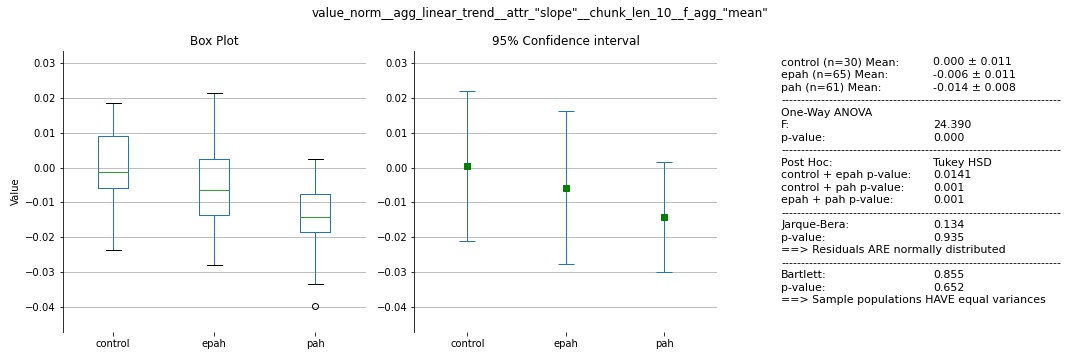 value_norm__agg_linear_trend__attr_"slope"__chunk_len_10__f_agg_"mean"
Box Plot
0.03
0.02
0.01
0.00
−0.01
−0.02
−0.03
−0.04
Value
control epah pah
95% Confidence interval
0.03
0.02
0.01
0.00
−0.01
−0.02
−0.03
−0.04
control epah pah
control (n=30) Mean: 0.000 ± 0.011
epah (n=65) Mean: -0.006 ± 0.011
pah (n=61) Mean: -0.014 ± 0.008
One-Way ANOVA
F: 24.390
p-value: 0.000
Post Hoc: Tukey HSD
control + epah p-value: 0.0141
control + pah p-value: 0.001
epah + pah p-value: 0.001
Jarque-Bera: 0.134
p-value: 0.935
==> Residuals ARE normally distributed
Bartlett: 0.855
p-value: 0.652
==> Sample populations HAVE equal variances